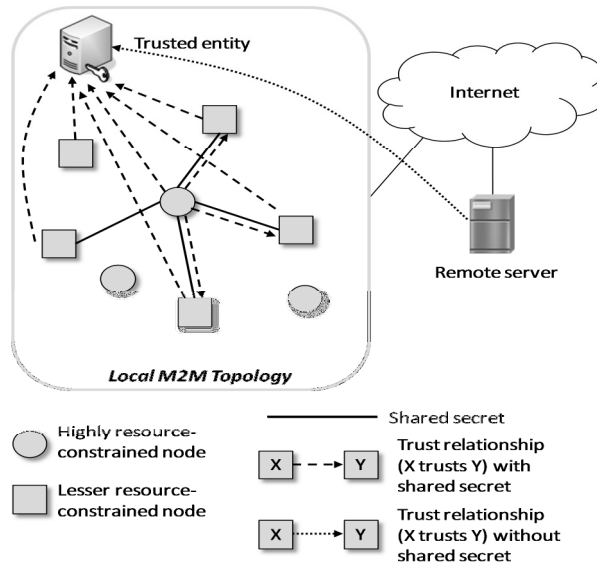 Trusted entity
Internet
Remote server
Local M2M Topology
Highly resource-
constrained node
Lesser resource-
constrained node
Shared secret
X
Y
Trust relationship
(X trusts Y) with
shared secret
X
Y
Trust relationship
(X trusts Y) without
shared secret